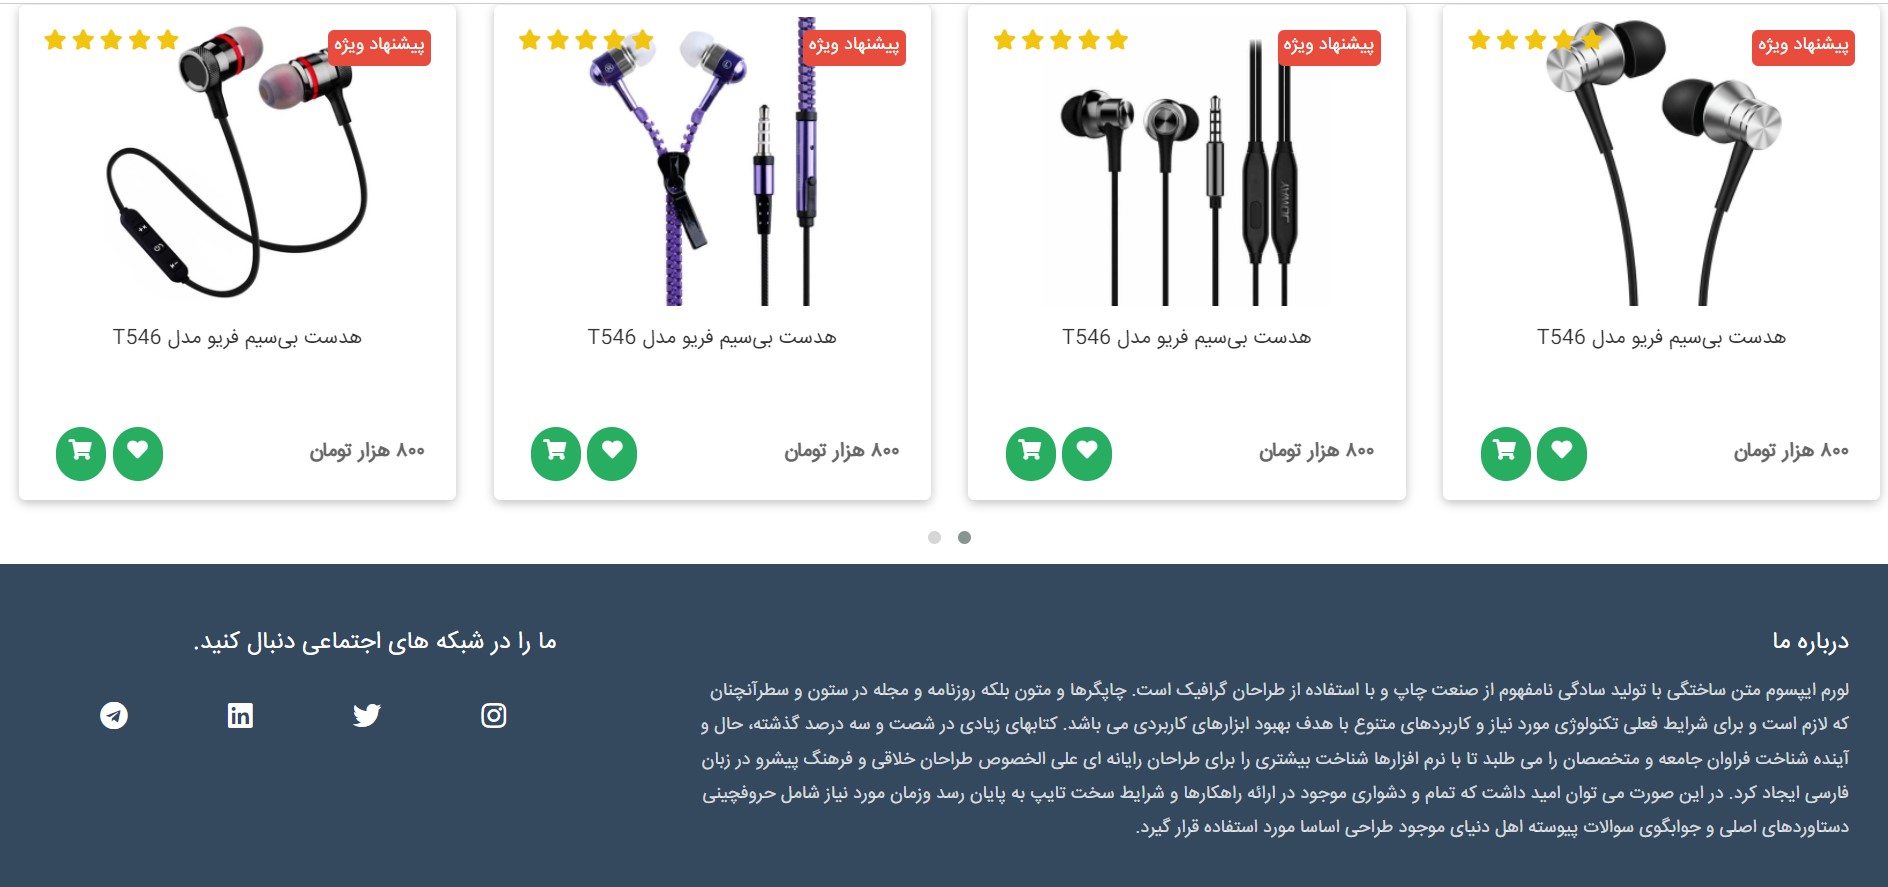 پیشنهاد ویژه
هدست بی‌سیم فریو مدل T546
۸۰۰ هزار تومان
پیشنهاد ویژه
JOWAY
هدست بی‌سیم فریو مدل T546
۸۰۰ هزار تومان
پیشنهاد ویژه
هدست بی‌سیم فریو مدل T546
۸۰۰ هزار تومان
پیشنهاد ویژه
هدست بی‌سیم فریو مدل T546
۸۰۰ هزار تومان
درباره ما
لورم ایپسوم متن ساختگی با تولید سادگی نامفهوم از صنعت چاپ و با استفاده از طراحان گرافیک است. چاپگرها و متون بلکه روزنامه و مجله در ستون و سطرآنچنان
که لازم است و برای شرایط فعلی تکنولوژی مورد نیاز و کاربردهای متنوع با هدف بهبود ابزارهای کاربردی می باشد. کتابهای زیادی در شصت و سه درصد گذشته، حال و
آینده شناخت فراوان جامعه و متخصصان را می طلبد تا با نرم افزارها شناخت بیشتری را برای طراحان رایانه ای علی الخصوص طراحان خلاقی و فرهنگ پیشرو در زبان
فارسی ایجاد کرد. در این صورت می توان امید داشت که تمام و دشواری موجود در ارائه راهکارها و شرایط سخت تایپ به پایان رسد وزمان مورد نیاز شامل حروفچینی
دستاوردهای اصلی و جوابگوی سوالات پیوسته اهل دنیای موجود طراحی اساسا مورد استفاده قرار گیرد.
ما را در شبکه های اجتماعی دنبال کنید.